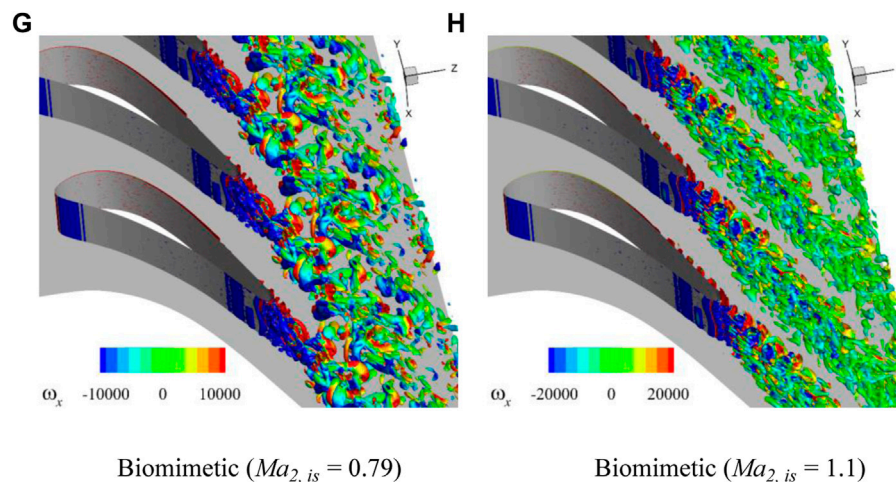 G
H
Y
Z
X
Y
X
ωx -10000 0 10000
ωx -20000 0 20000
Biomimetic (Ma2, is = 0.79)
Biomimetic (Ma2, is = 1.1)